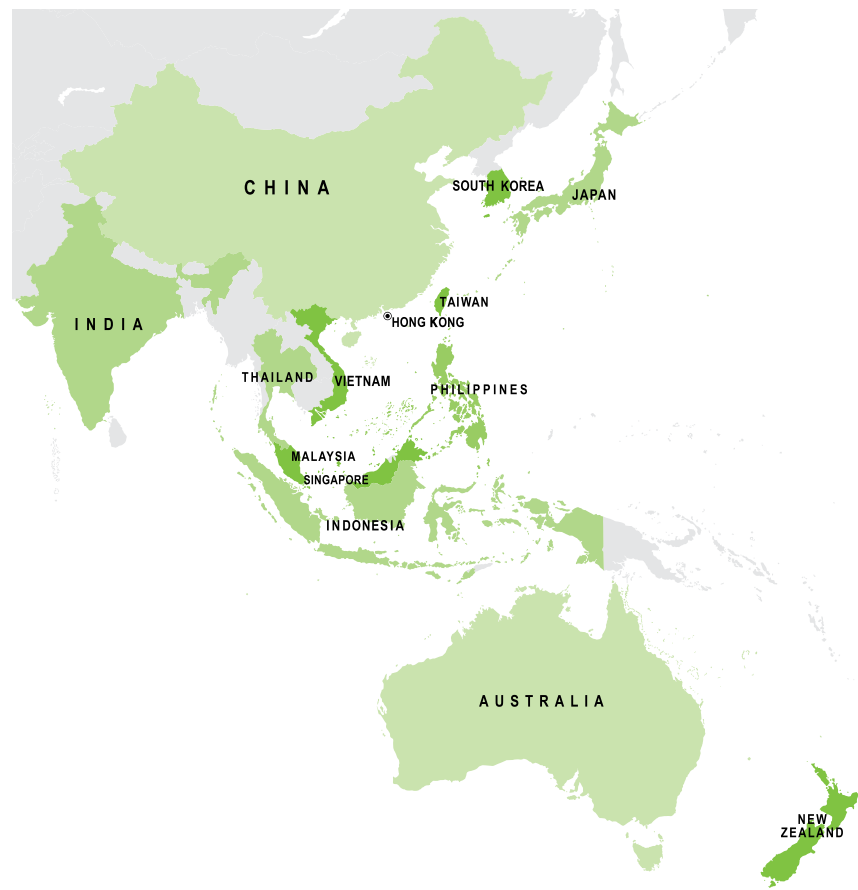 CHINA
SOUTH KOREA
JAPAN
TAIWAN
HONG KONG
INDIA
THAILAND
VIETNAM
PHILIPPINES
MALAYSIA
SINGAPORE
INDONESIA
AUSTRALIA
NEW
ZEALAND